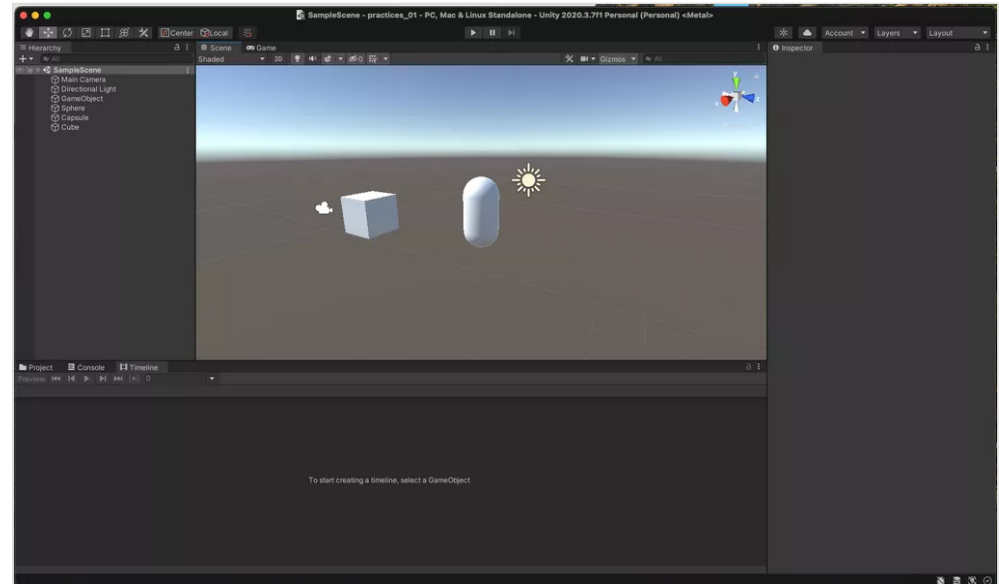 SampleScene - practices_01 - PC, Mac & Linux Standalone - Unity 2020.3.7f1 Personal (Personal) <Metal>
Center Local Account Layers Layout
Hierarchy Scene Game Inspector
All Shaded 2D 0 Gizmos All
SampleScene
Main Camera
Directional Light
GameObject
Sphere
Capsule
Cube
y
x z
Project Console Timeline
Preview 0
To start creating a timeline, select a GameObject